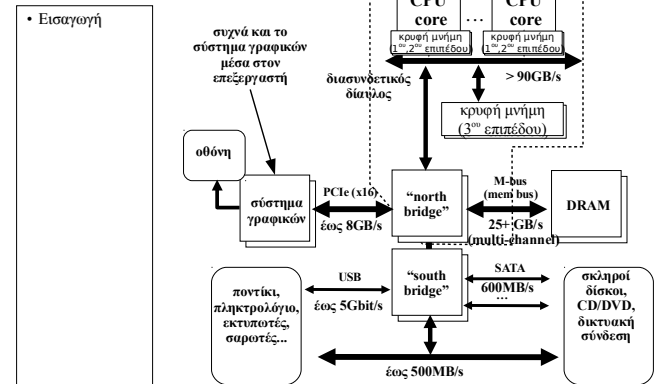 • Εισαγωγή
συχνά και το
σύστημα γραφικών
μέσα στον
επεξεργαστή
CPU
core
...
CPU
core
κρυφή μνήμη
(1ου,2ου επιπέδου)
κρυφή μνήμη
(1ου,2ου επιπέδου)
διασυνδετικός
δίαυλος
> 90GB/s
κρυφή μνήμη
(3ου επιπέδου)
οθόνη
σύστημα
γραφικών
PCIe (x16)
έως 8GB/s
“north
bridge”
M-bus
(mem bus)
25+ GB/s
(multi-channel)
DRAM
ποντίκι,
πληκτρολόγιο,
εκτυπωτές,
σαρωτές...
USB
έως 5Gbit/s
“south
bridge”
SATA
600MB/s
...
σκληροί
δίσκοι,
CD/DVD,
δικτυακή
σύνδεση
έως 500MB/s